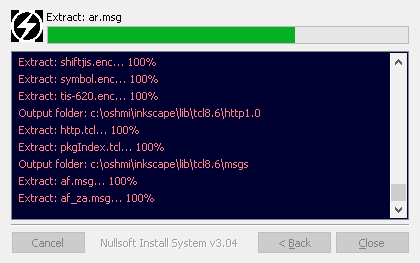 Extract: ar.msg
Extract: shiftjis.enc... 100%
Extract: symbol.enc... 100%
Extract: tis-620.enc... 100%
Output folder: c:\oshmi\inkscape\lib\tcl8.6\http1.0
Extract: http.tcl... 100%
Extract: pkgIndex.tcl... 100%
Output folder: c:\oshmi\inkscape\lib\tcl8.6\msgs
Extract: af.msg... 100%
Extract: af_za.msg... 100%
Cancel Nullsoft Install System v3.04 < Back Close